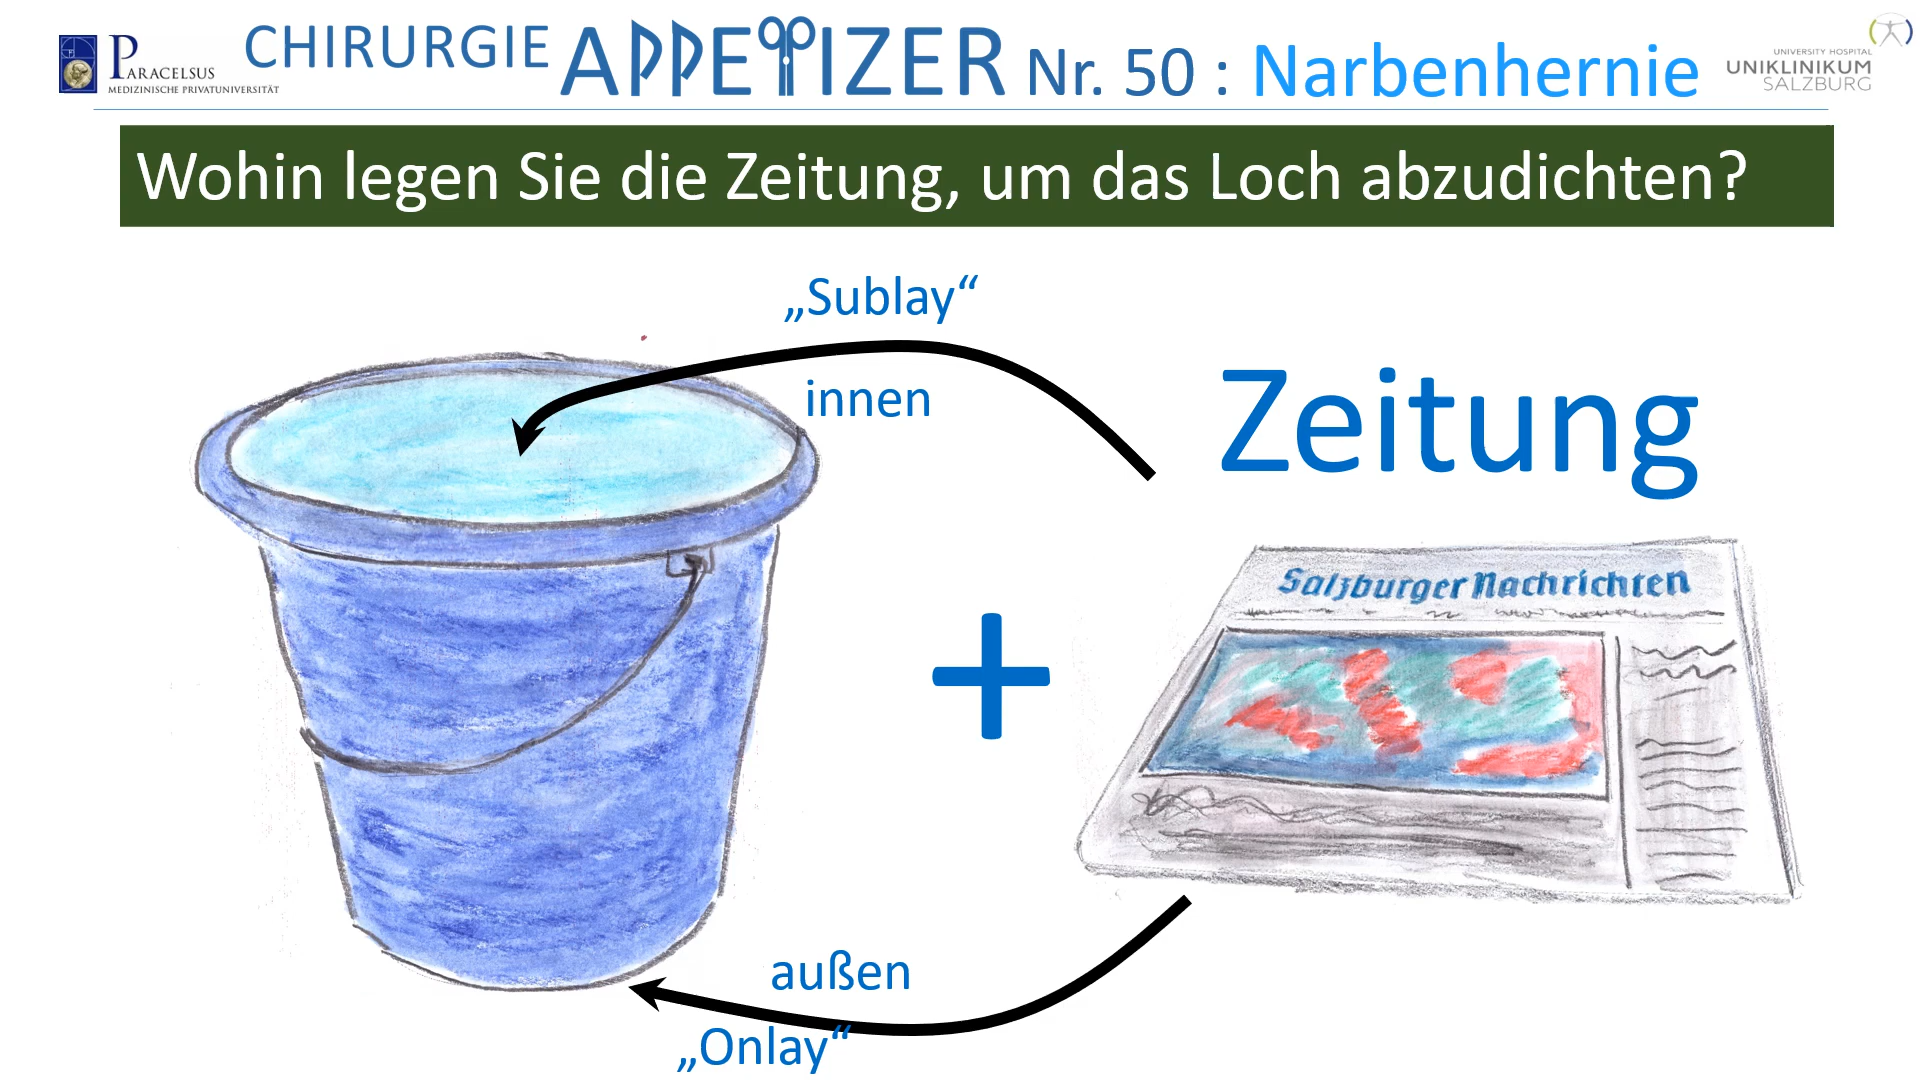 PARACELSUS
MEDIZINISCHE PRIVATUNIVERSITÄT
CHIRURGIE APPETIZER Nr. 50 : Narbenhernie
UNIVERSITY HOSPITAL
UNIKLINIKUM
SALZBURG
Wohin legen Sie die Zeitung, um das Loch abzudichten?
„Sublay“
innen
Zeitung
Salzburger Nachrichten
+
außen
„Onlay“